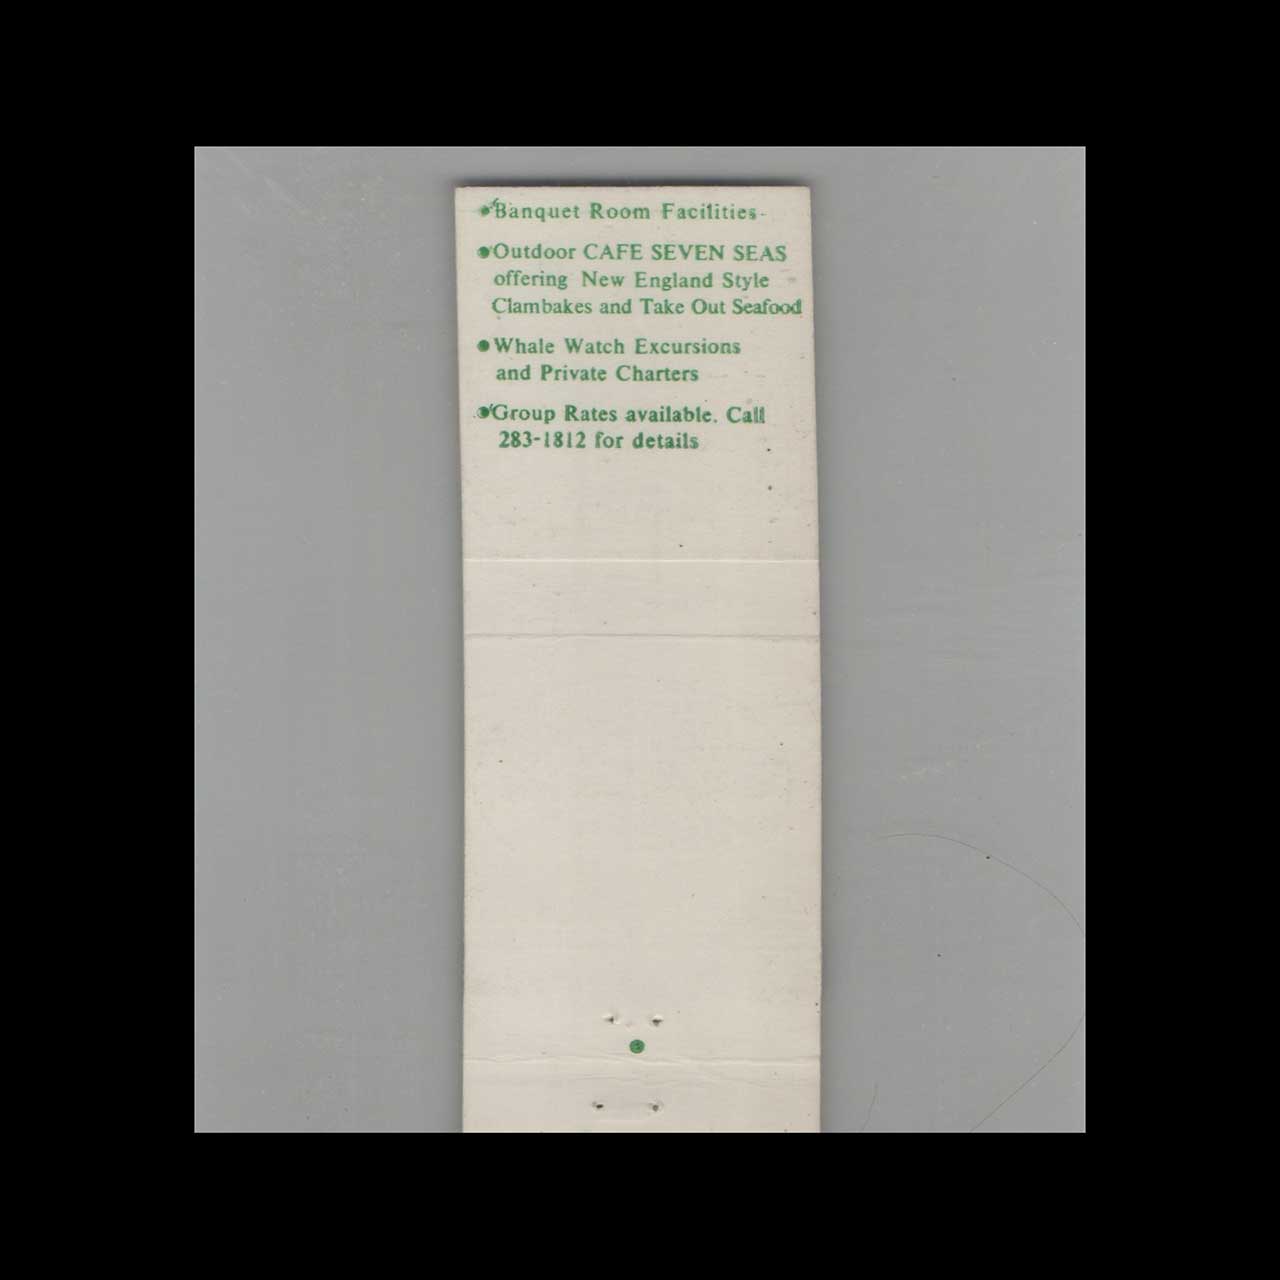 •Banquet Room Facilities
•Outdoor CAFE SEVEN SEAS
offering New England Style
Clambakes and Take Out Seafood
•Whale Watch Excursions
and Private Charters
•Group Rates available. Call
283-1812 for details